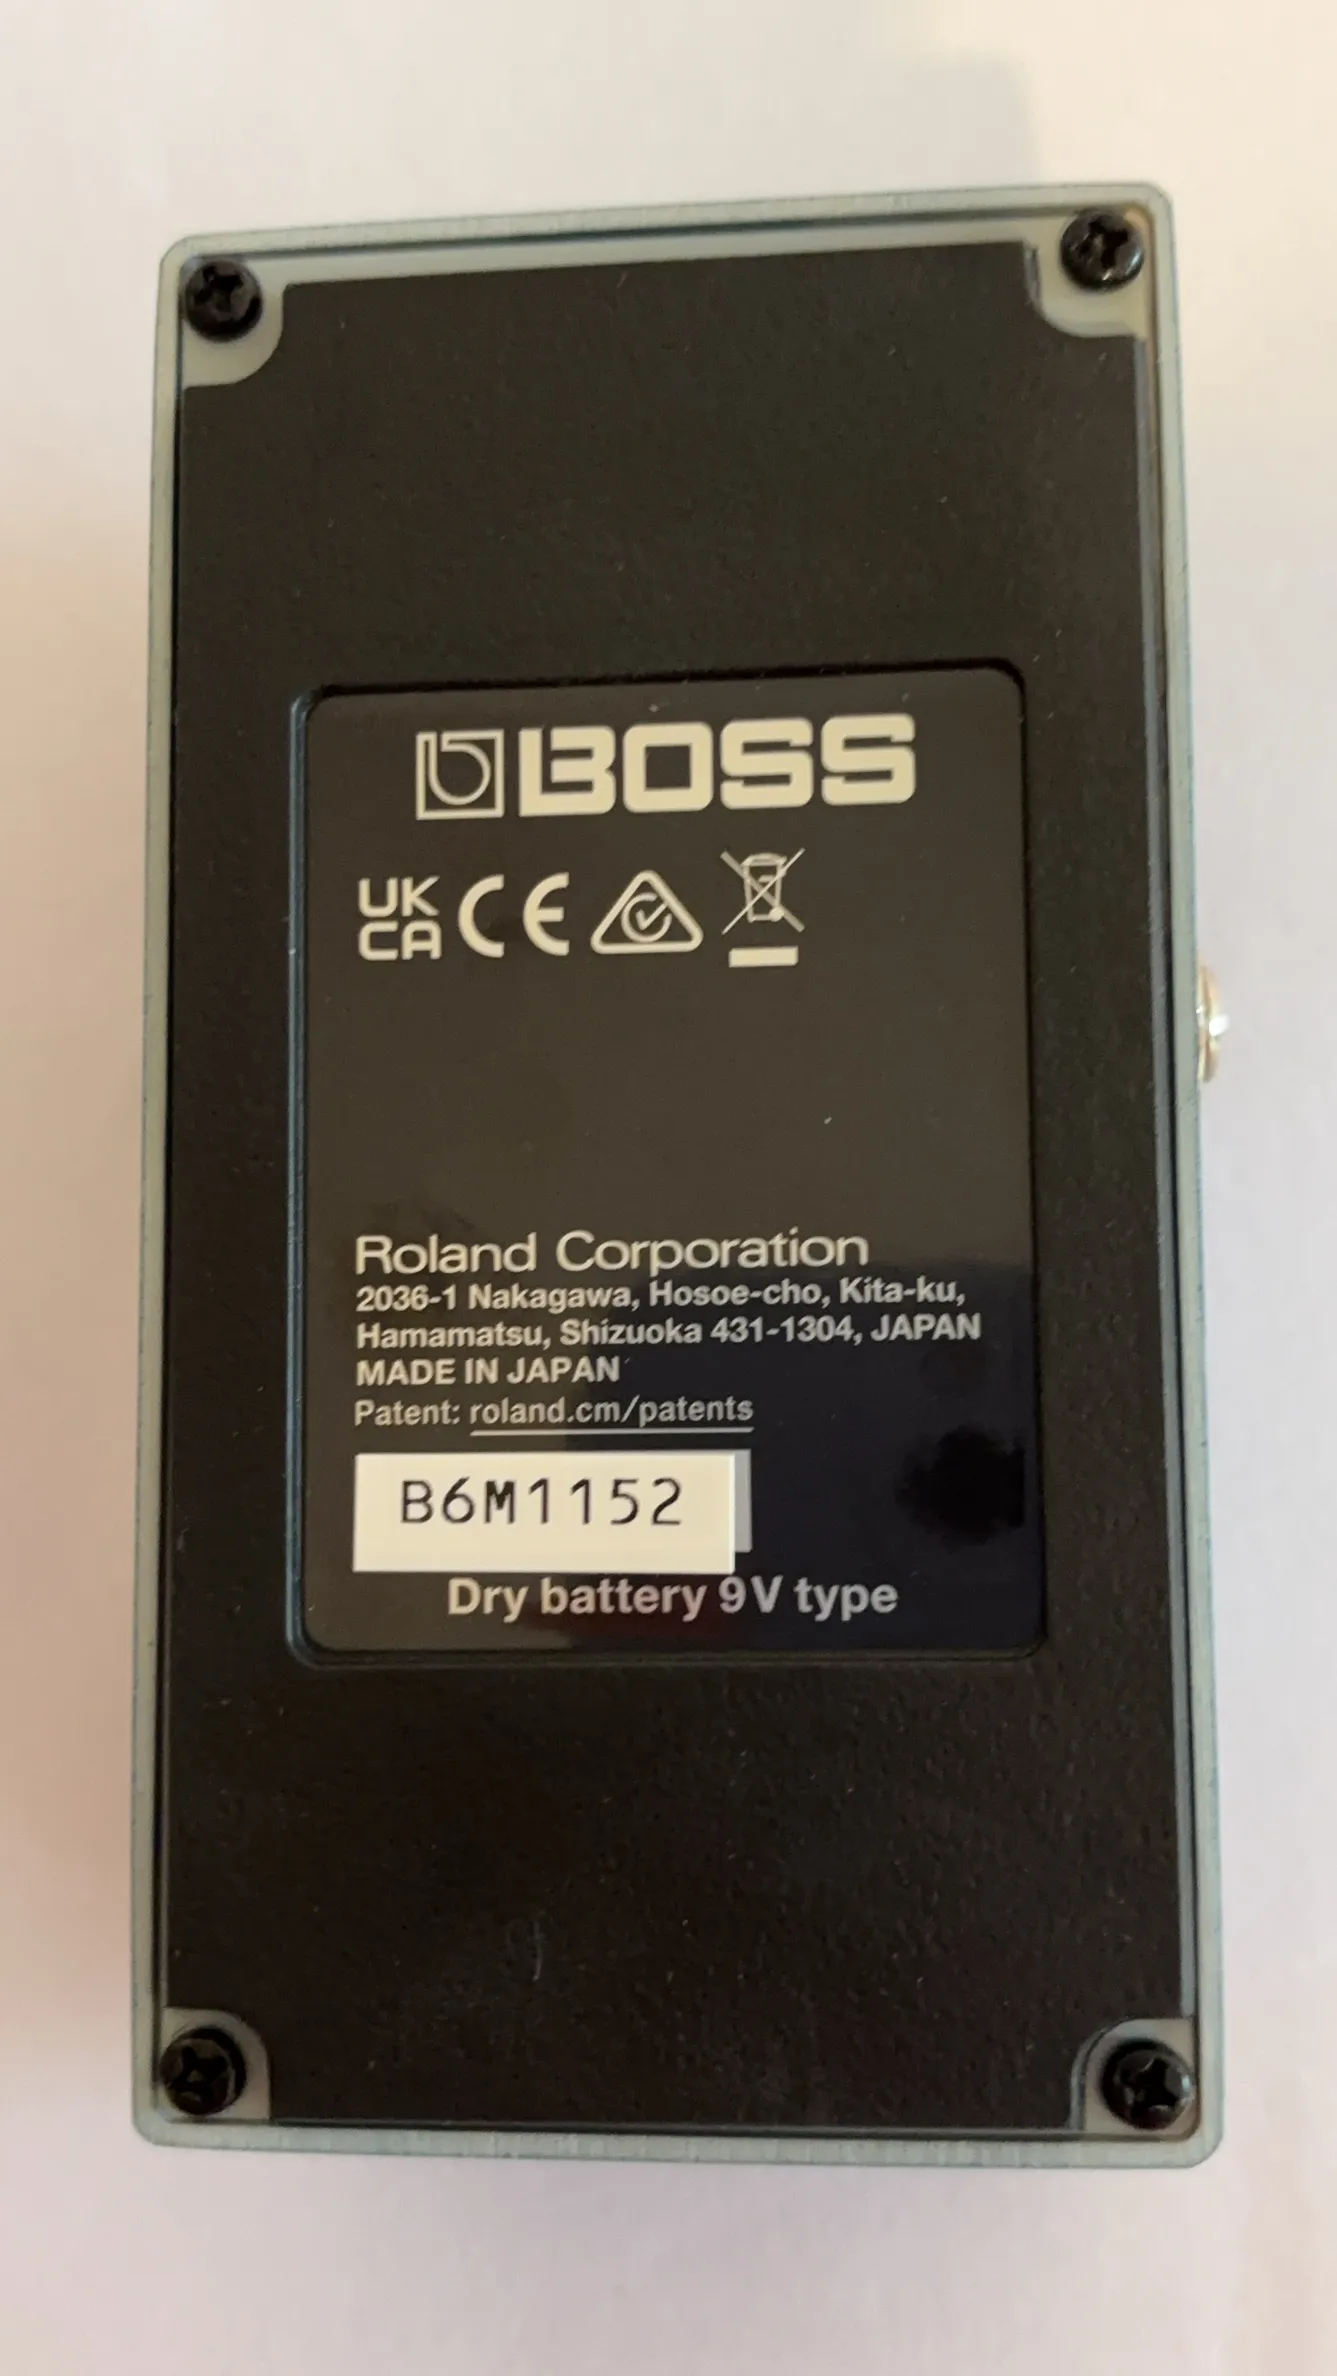 BOSS
UK
CA CE
Roland Corporation
2036-1 Nakagawa, Hosoe-cho, Kita-ku,
Hamamatsu, Shizuoka 431-1304, JAPAN
MADE IN JAPAN
Patent: roland.cm/patents
B6M1152
Dry battery 9V type